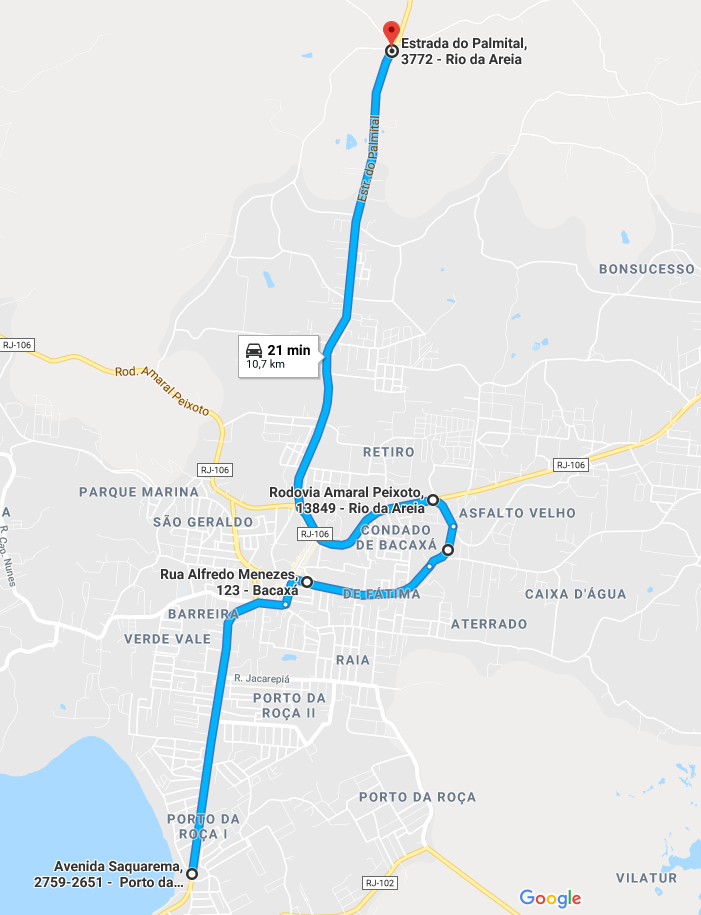 Estrada do Palmital,
3772 - Rio da Areia
Estr. do Palmital
BONSUCESSO
RJ-106
21 min
10,7 km
Rod. Amaral Peixoto
RETIRO
RJ-106
RJ-106
PARQUE MARINA
Rodovia Amaral Peixoto,
13849 - Rio da Areia
A
SÃO GERALDO
ASFALTO VELHO
RJ-106
CONDADO
DE BACAXÁ
R. Cap. Nunes
Rua Alfredo Menezes,
123 - Bacaxá
DE FÁTIMA
CAIXA D'ÁGUA
BARREIRA
ATERRADO
VERDE VALE
RAIA
R. Jacarepiá
PORTO DA
ROÇA II
PORTO DA ROÇA
PORTO DA
ROÇA I
Avenida Saquarema,
2759-2651 - Porto da...
RJ-102
VILATUR
Google